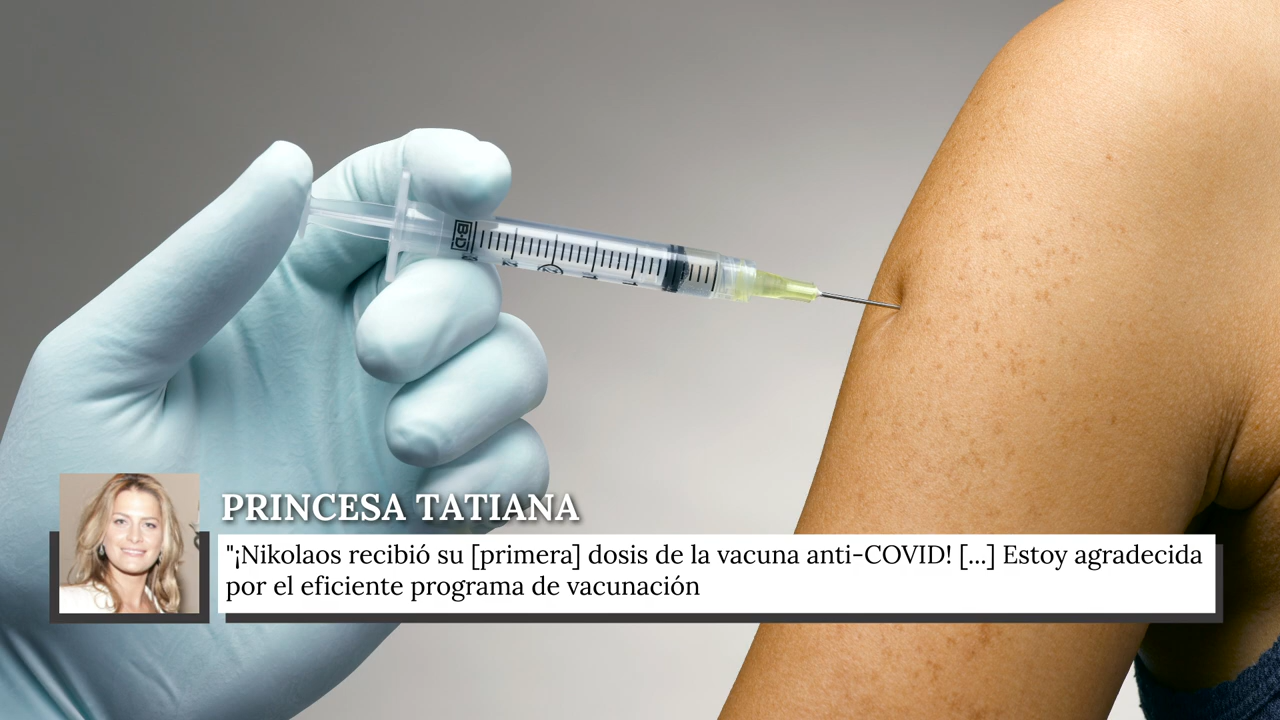 B-D
PRINCESA TATIANA
"¡Nikolaos recibió su [primera] dosis de la vacuna anti-COVID! [...] Estoy agradecida
por el eficiente programa de vacunación